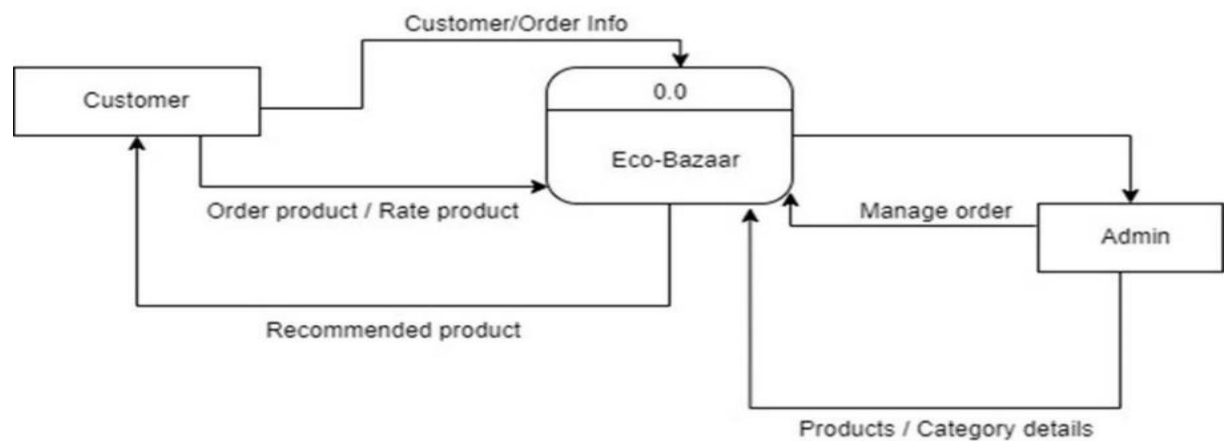 Customer/Order Info
Customer
0.0
Eco-Bazaar
Order product / Rate product
Manage order
Admin
Recommended product
Products / Category details